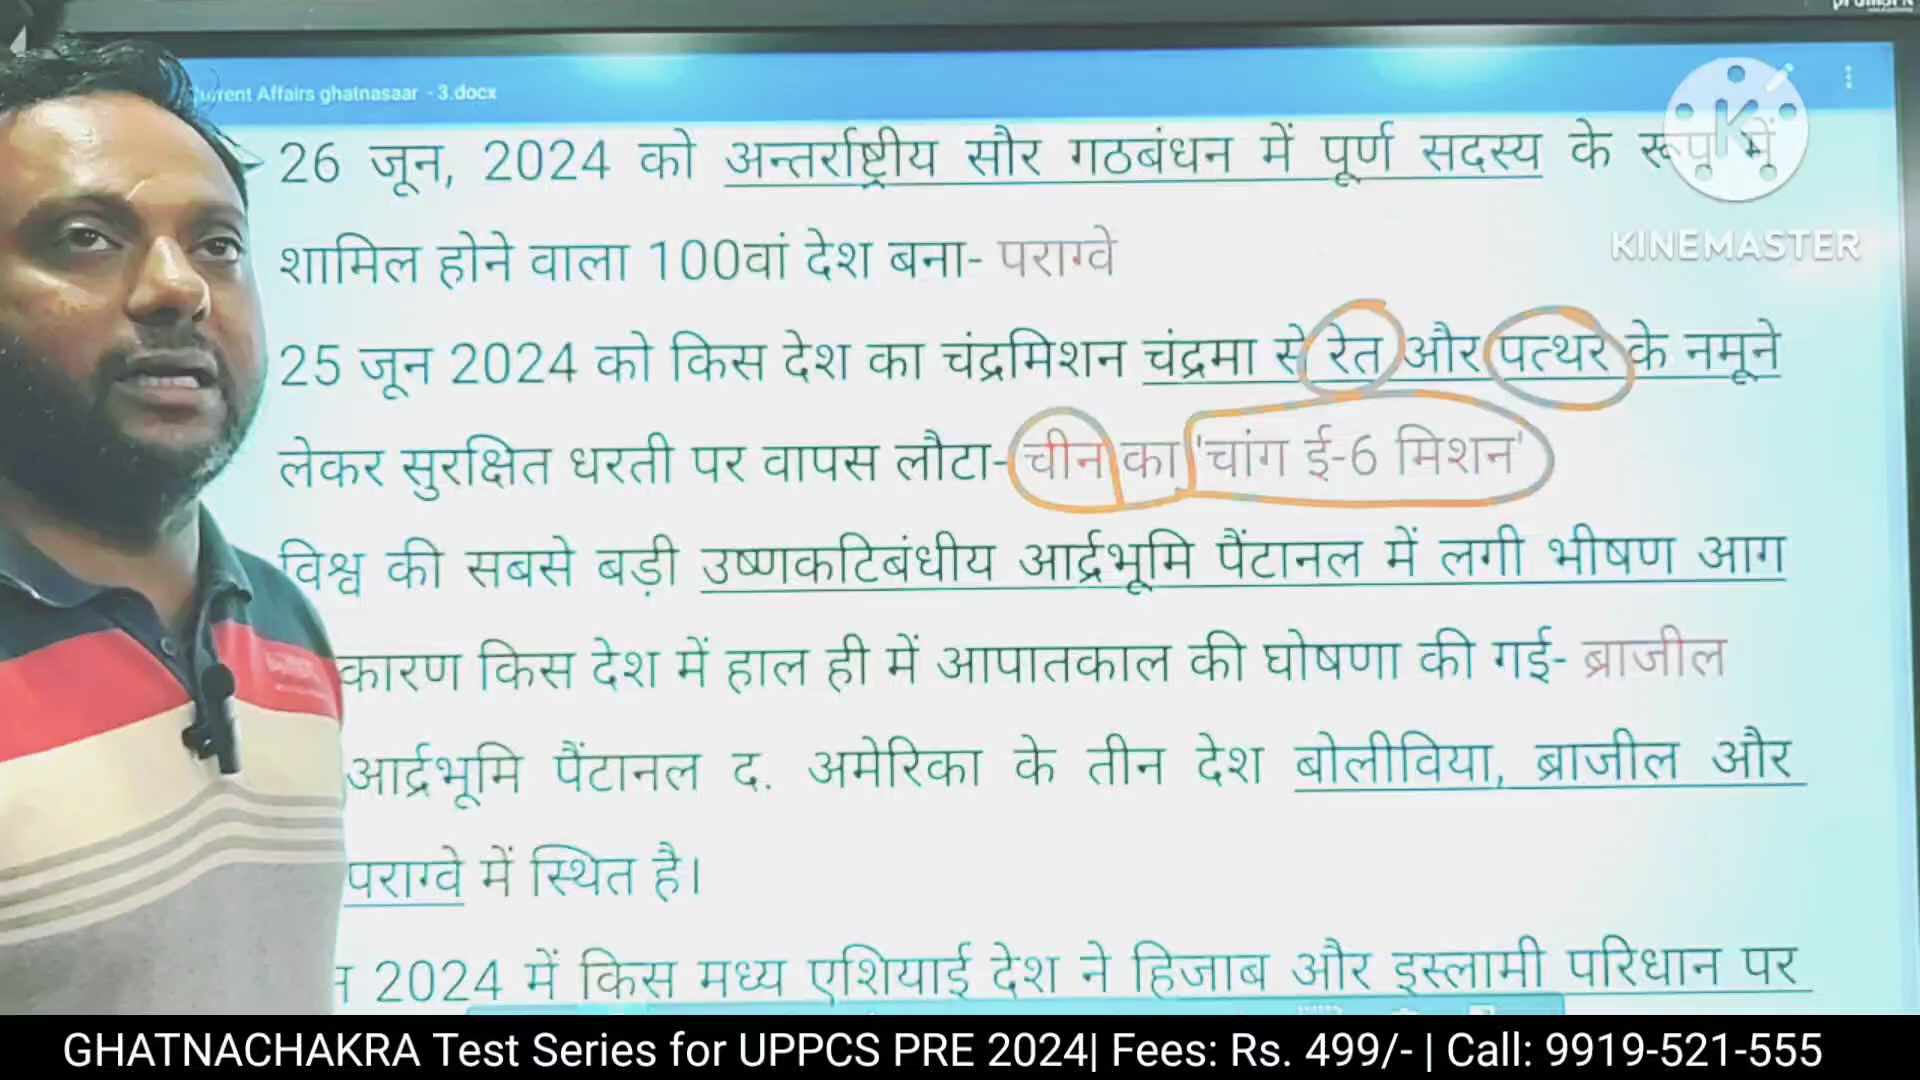 Current Affairs ghatnasaar - 3.docx
KINEMASTER
26 जून, 2024 को अन्तर्राष्ट्रीय सौर गठबंधन में पूर्ण सदस्य के रूप में
शामिल होने वाला 100वां देश बना- पराग्वे
25 जून 2024 को किस देश का चंद्रमिशन चंद्रमा से रेत और पत्थर के नमूने
लेकर सुरक्षित धरती पर वापस लौटा- चीन का 'चांग ई-6 मिशन'
विश्व की सबसे बड़ी उष्णकटिबंधीय आर्द्रभूमि पैंटानल में लगी भीषण आग
कारण किस देश में हाल ही में आपातकाल की घोषणा की गई- ब्राजील
आर्द्रभूमि पैंटानल द. अमेरिका के तीन देश बोलीविया, ब्राजील और
पराग्वे में स्थित है।
2024 में किस मध्य एशियाई देश ने हिजाब और इस्लामी परिधान पर
GHATNACHAKRA Test Series for UPPCS PRE 2024| Fees: Rs. 499/- | Call: 9919-521-555